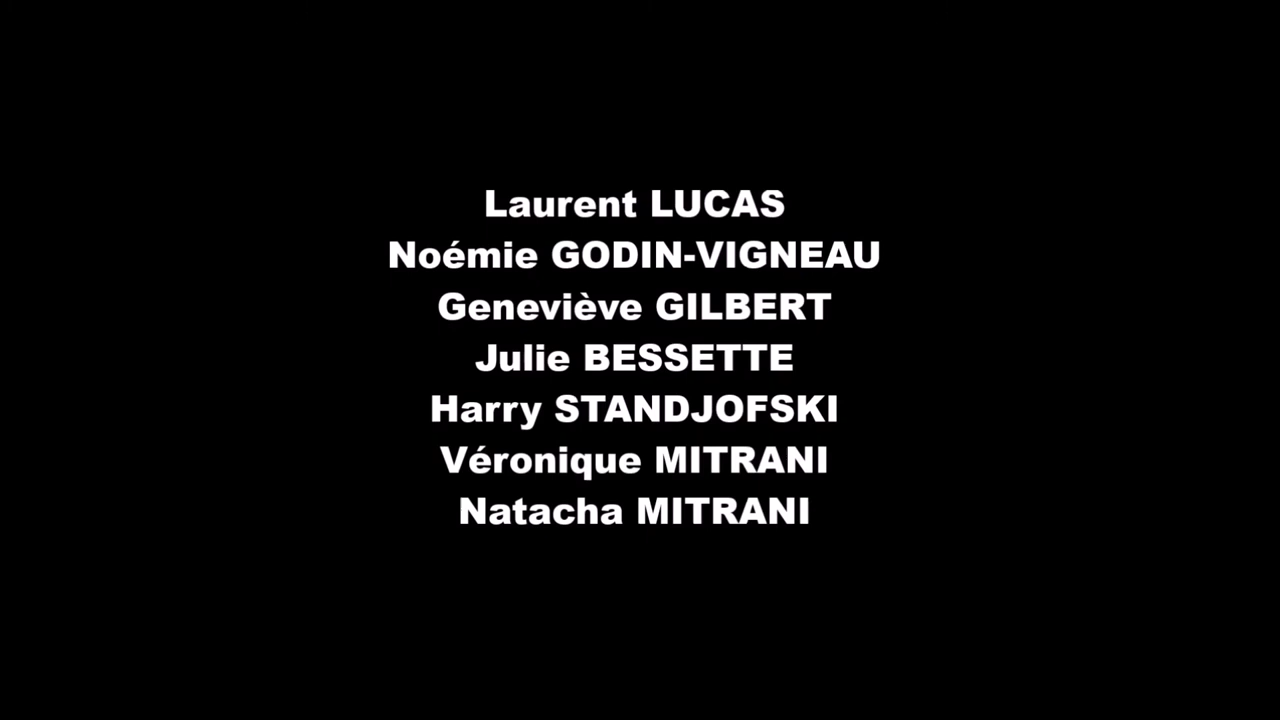 Laurent LUCAS
Noémie GODIN-VIGNEAU
Geneviève GILBERT
Julie BESSETTE
Harry STANDJOFSKI
Véronique MITRANI
Natacha MITRANI